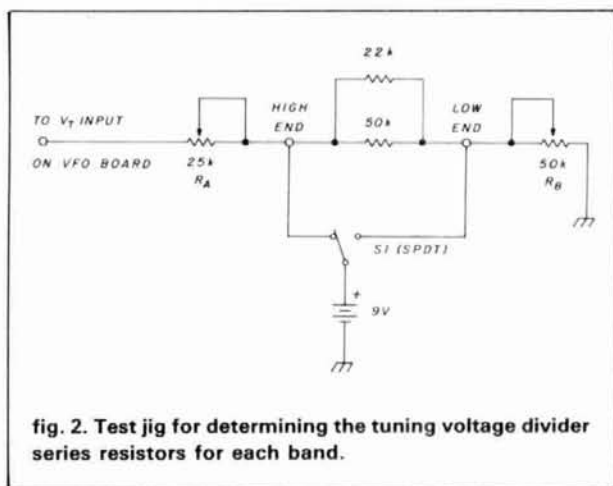 22k
HIGH
END
LOW
END
50k
TO VT INPUT
ON VFO BOARD
25k
RA
50k
RB
S1 (SPDT)
+
9V
fig. 2. Test jig for determining the tuning voltage divider
series resistors for each band.